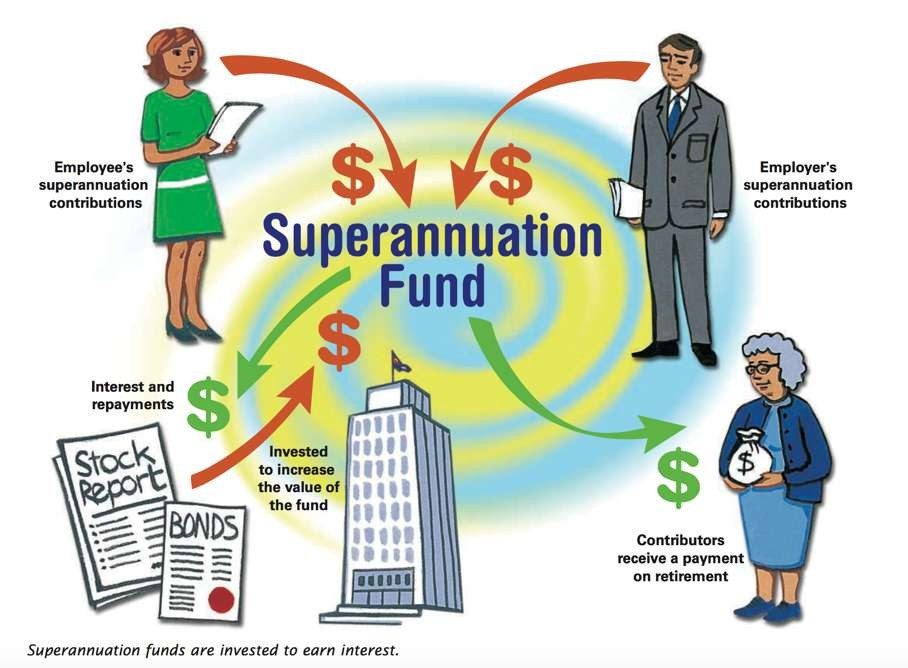 Employee's
superannuation
contributions
$
$
Employer's
superannuation
contributions
Superannuation
Fund
$
Interest and
repayments
$
Stock
Report
BONDS
Invested
to increase
the value of
the fund
$
$
Contributors
receive a payment
on retirement
Superannuation funds are invested to earn interest.